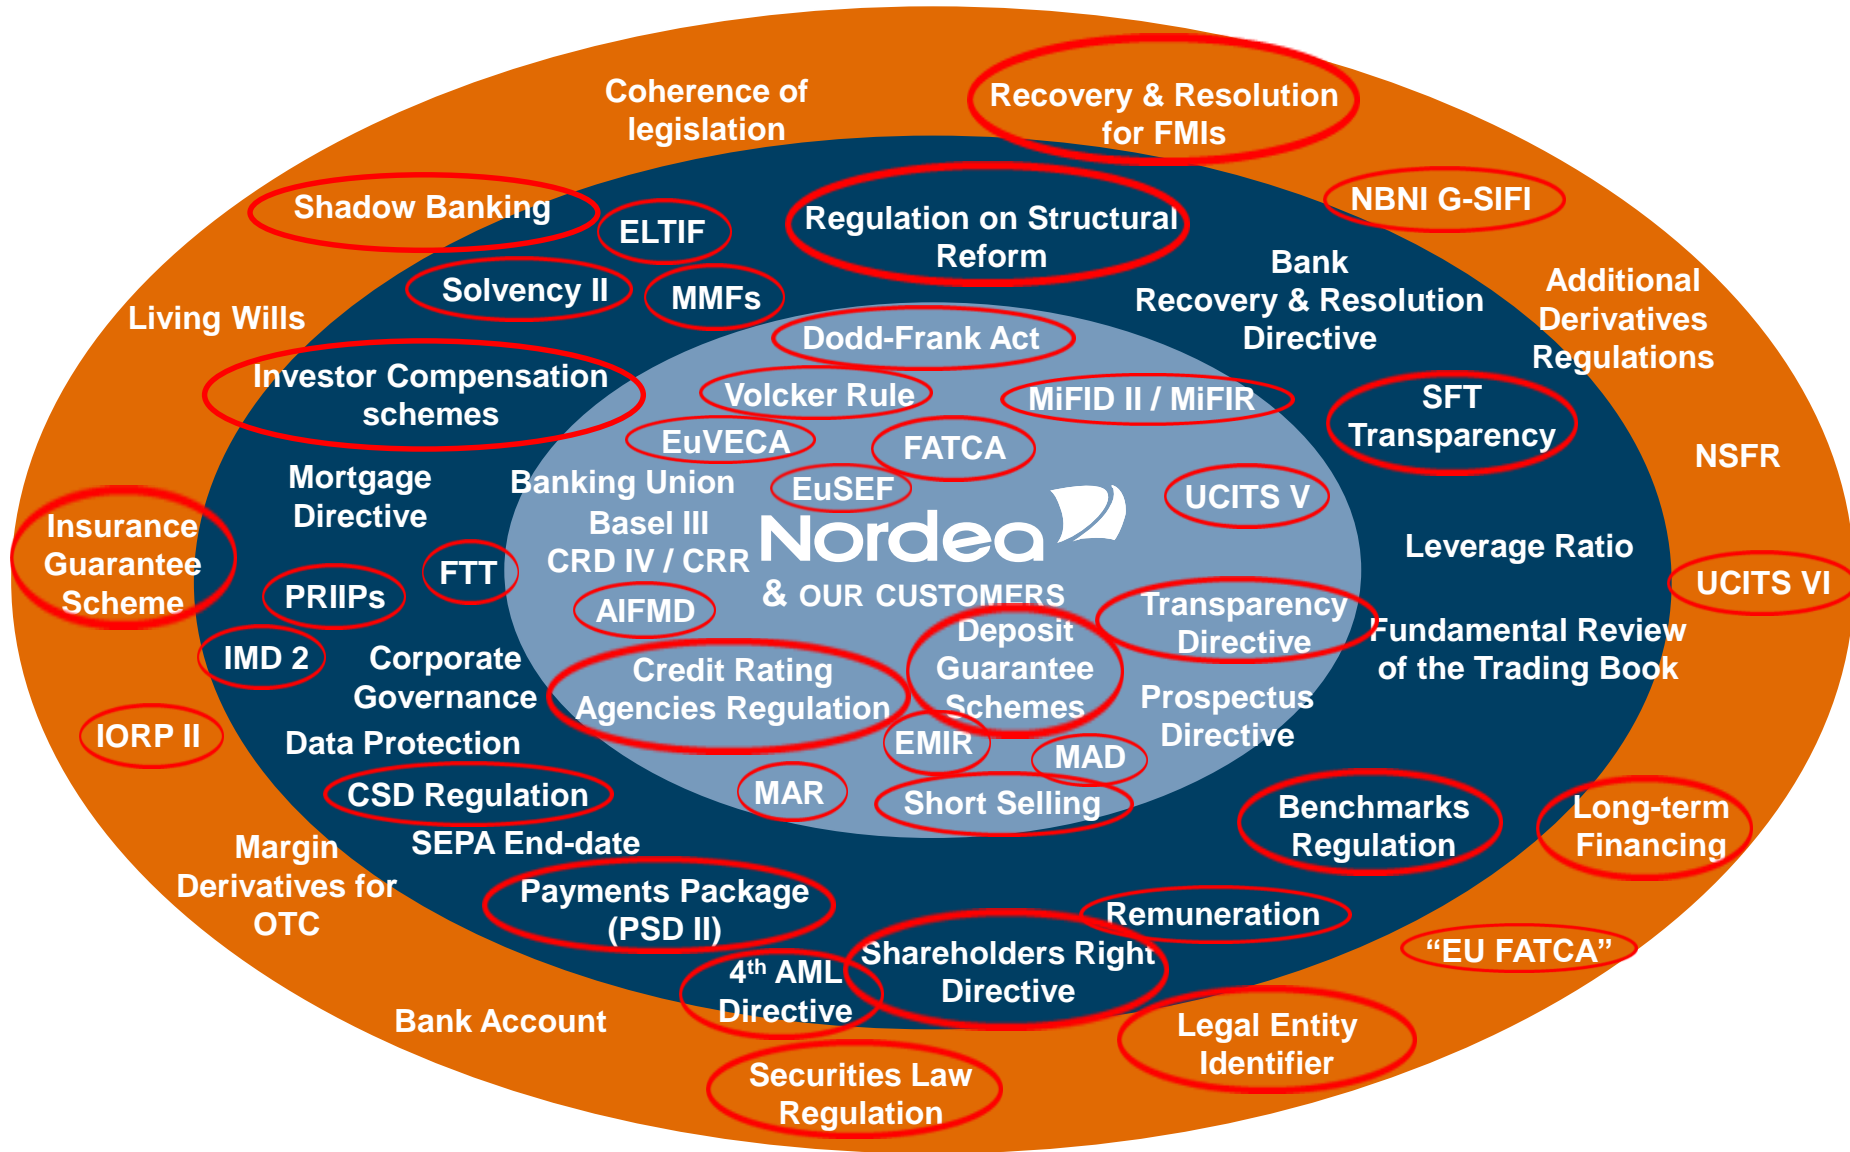 Coherence of
legislation
Recovery & Resolution
for FMIs
Shadow Banking
ELTIF
Regulation on Structural
Reform
NBNI G-SIFI
Solvency II
MMFs
Bank
Recovery & Resolution
Directive
Additional
Derivatives
Regulations
Living Wills
Dodd-Frank Act
Investor Compensation
schemes
Volcker Rule
MiFID II / MiFIR
SFT
Transparency
EuVECA
FATCA
NSFR
Mortgage
Directive
Banking Union
EuSEF
UCITS V
Insurance
Guarantee
Scheme
Basel III
CRD IV / CRR
Nordea
& OUR CUSTOMERS
Leverage Ratio
FTT
PRIIPs
AIFMD
Transparency
Directive
UCITS VI
IMD 2
Corporate
Governance
Credit Rating
Agencies Regulation
Deposit
Guarantee
Schemes
Fundamental Review
of the Trading Book
Prospectus
Directive
IORP II
Data Protection
EMIR
MAD
CSD Regulation
MAR
Short Selling
Benchmarks
Regulation
Long-term
Financing
SEPA End-date
Margin
Derivatives for
OTC
Payments Package
(PSD II)
Remuneration
Shareholders Right
Directive
"EU FATCA"
4th AML
Directive
Bank Account
Legal Entity
Identifier
Securities Law
Regulation